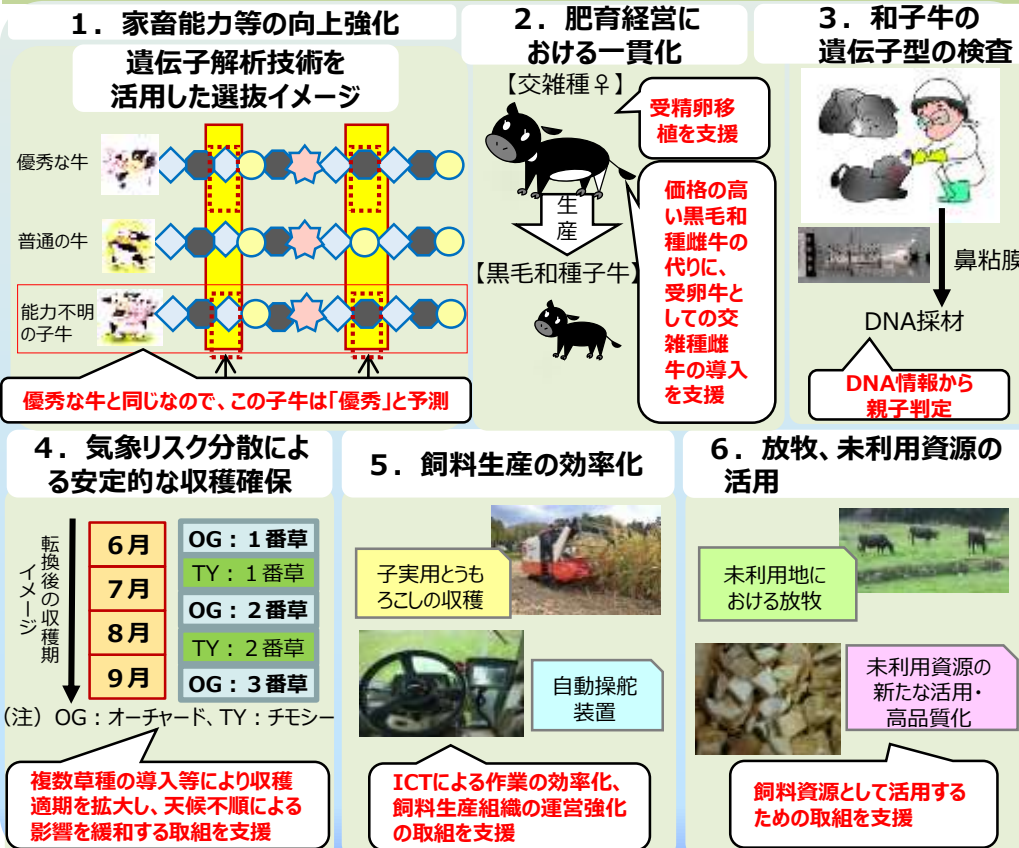 １．家畜能力等の向上強化
遺伝子解析技術を
活用した選抜イメージ
優秀な牛
普通の牛
能力不明
の子牛
優秀な牛と同じなので、この子牛は「優秀」と予測
２．肥育経営に
おける一貫化
【交雑種♀】
受精卵移
植を支援
生
産
【黒毛和種子牛】
価格の高
い黒毛和
種雌牛の
代りに、
受卵牛と
しての交
雑種雌
牛の導入
を支援
３．和子牛の
遺伝子型の検査
鼻粘膜
DNA採材
DNA情報から
親子判定
４．気象リスク分散によ
る安定的な収穫確保
転換後の収穫期
イメージ
６月
７月
８月
９月
OG：１番草
TY：１番草
OG：２番草
TY：２番草
OG：３番草
（注）OG：オーチャード、TY：チモシー
複数草種の導入等により収穫
適期を拡大し、天候不順による
影響を緩和する取組を支援
５．飼料生産の効率化
子実用とうも
ろこしの収穫
自動操舵
装置
ICTによる作業の効率化、
飼料生産組織の運営強化
の取組を支援
６．放牧、未利用資源の
活用
未利用地に
おける放牧
未利用資源の
新たな活用・
高品質化
飼料資源として活用する
ための取組を支援